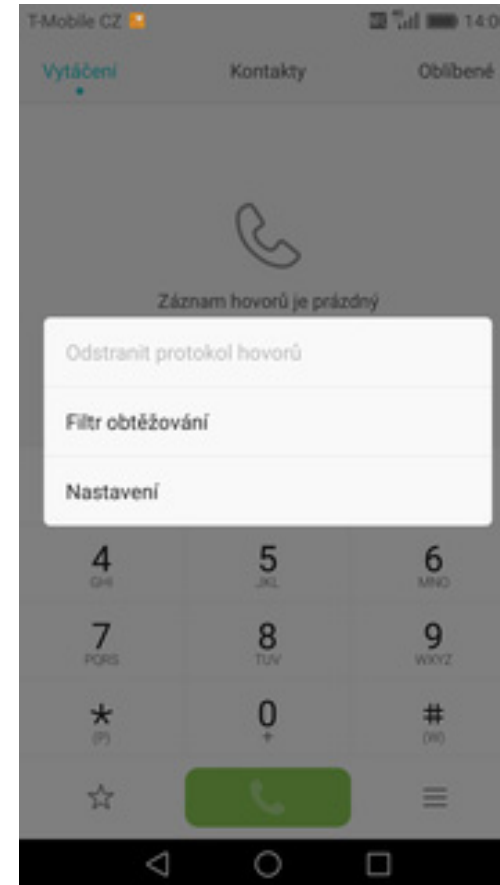 T-Mobile CZ 14:0
Vytáčení Kontakty Oblíbené
Záznam hovorů je prázdný
Odstranit protokol hovorů
Filtr obtěžování
Nastavení
4 5 6
GHI JKL MNO
7 8 9
PQRS TUV WXYZ
* 0 #
(P) + (W)